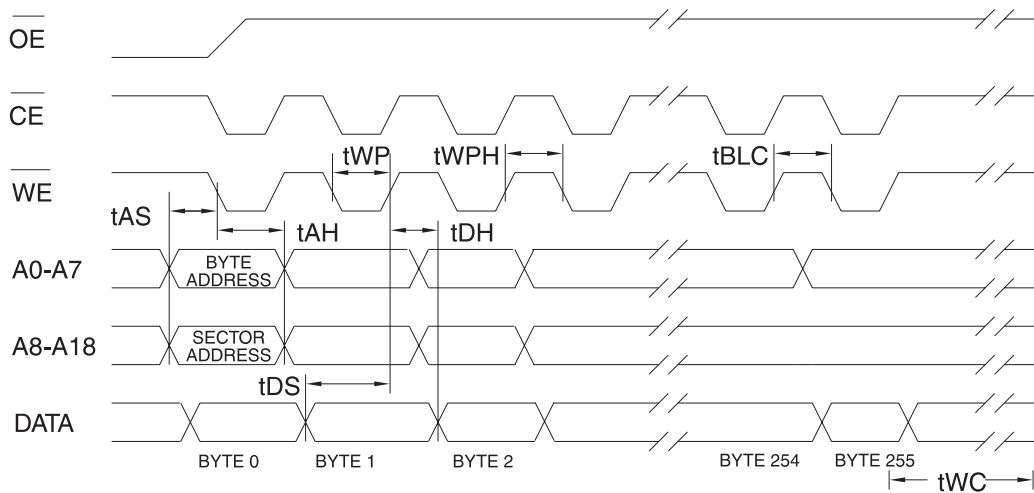 OE
CE
tWP
tWPH
tBLC
WE
tAS
tAH
tDH
A0-A7
BYTE
ADDRESS
A8-A18
SECTOR
ADDRESS
tDS
DATA
BYTE 0
BYTE 1
BYTE 2
BYTE 254
BYTE 255
tWC